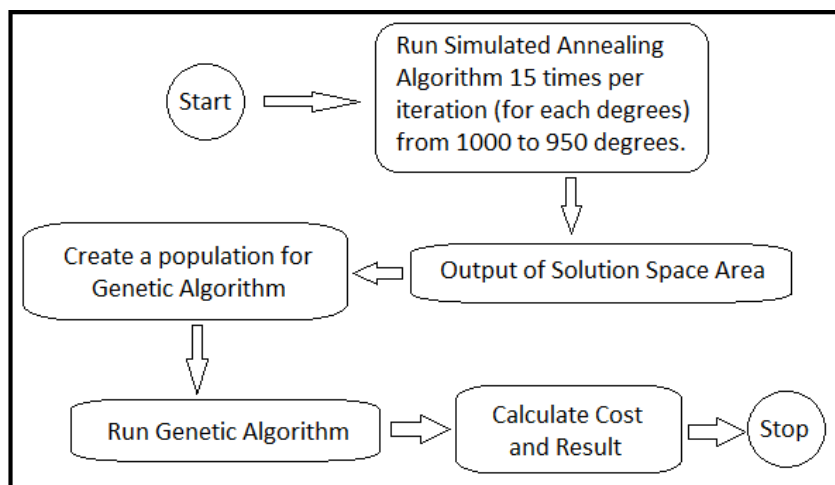 Start
Run Simulated Annealing
Algorithm 15 times per
iteration (for each degrees)
from 1000 to 950 degrees.
Output of Solution Space Area
Create a population for
Genetic Algorithm
Run Genetic Algorithm
Calculate Cost
and Result
Stop